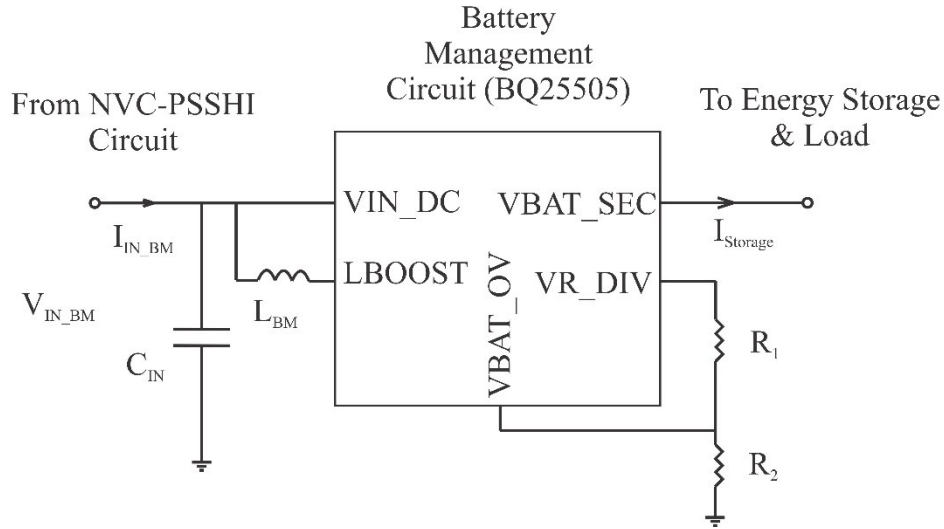 Battery
Management
Circuit (BQ25505)
From NVC-PSSHI
Circuit
To Energy Storage
& Load
VIN_DC
VBAT_SEC
I_IN_BM
I_Storage
LBOOST
VBAT_OV
VR_DIV
V_IN_BM
L_BM
C_IN
R_1
R_2